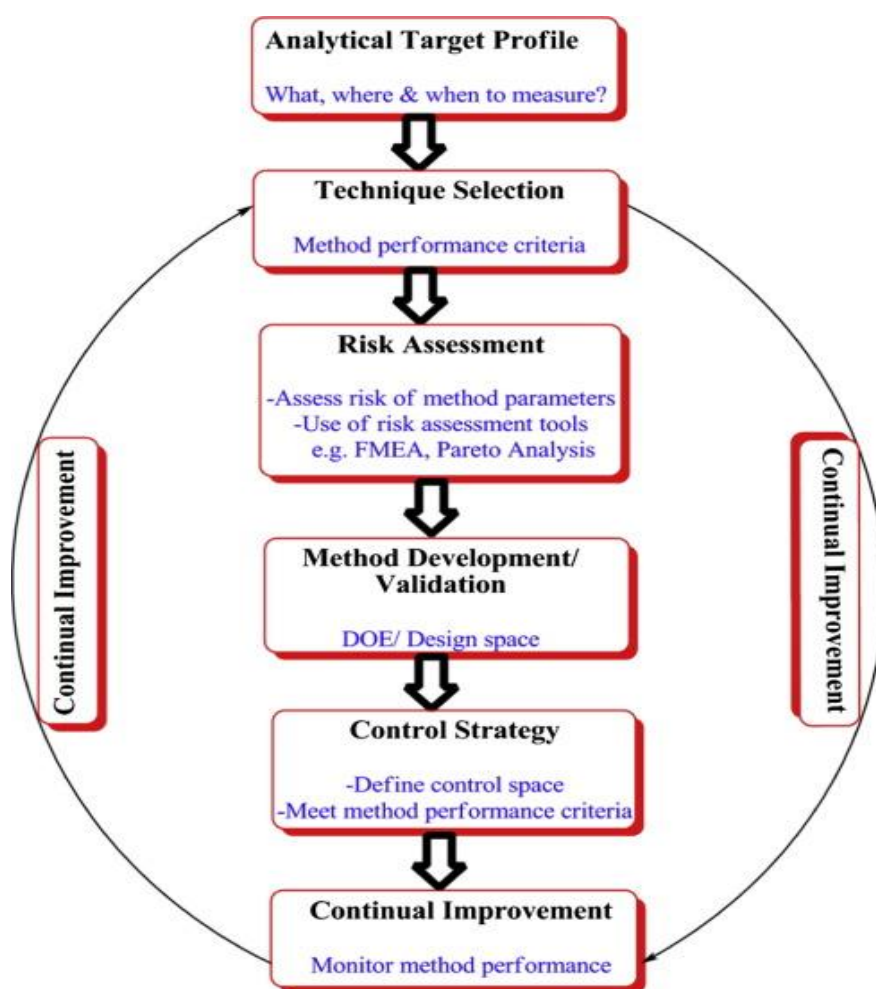 Analytical Target Profile
What, where & when to measure?
Technique Selection
Method performance criteria
Risk Assessment
-Assess risk of method parameters
-Use of risk assessment tools
e.g. FMEA, Pareto Analysis
Continual Improvement
Continual Improvement
Method Development/
Validation
DOE/ Design space
Control Strategy
-Define control space
-Meet method performance criteria
Continual Improvement
Monitor method performance